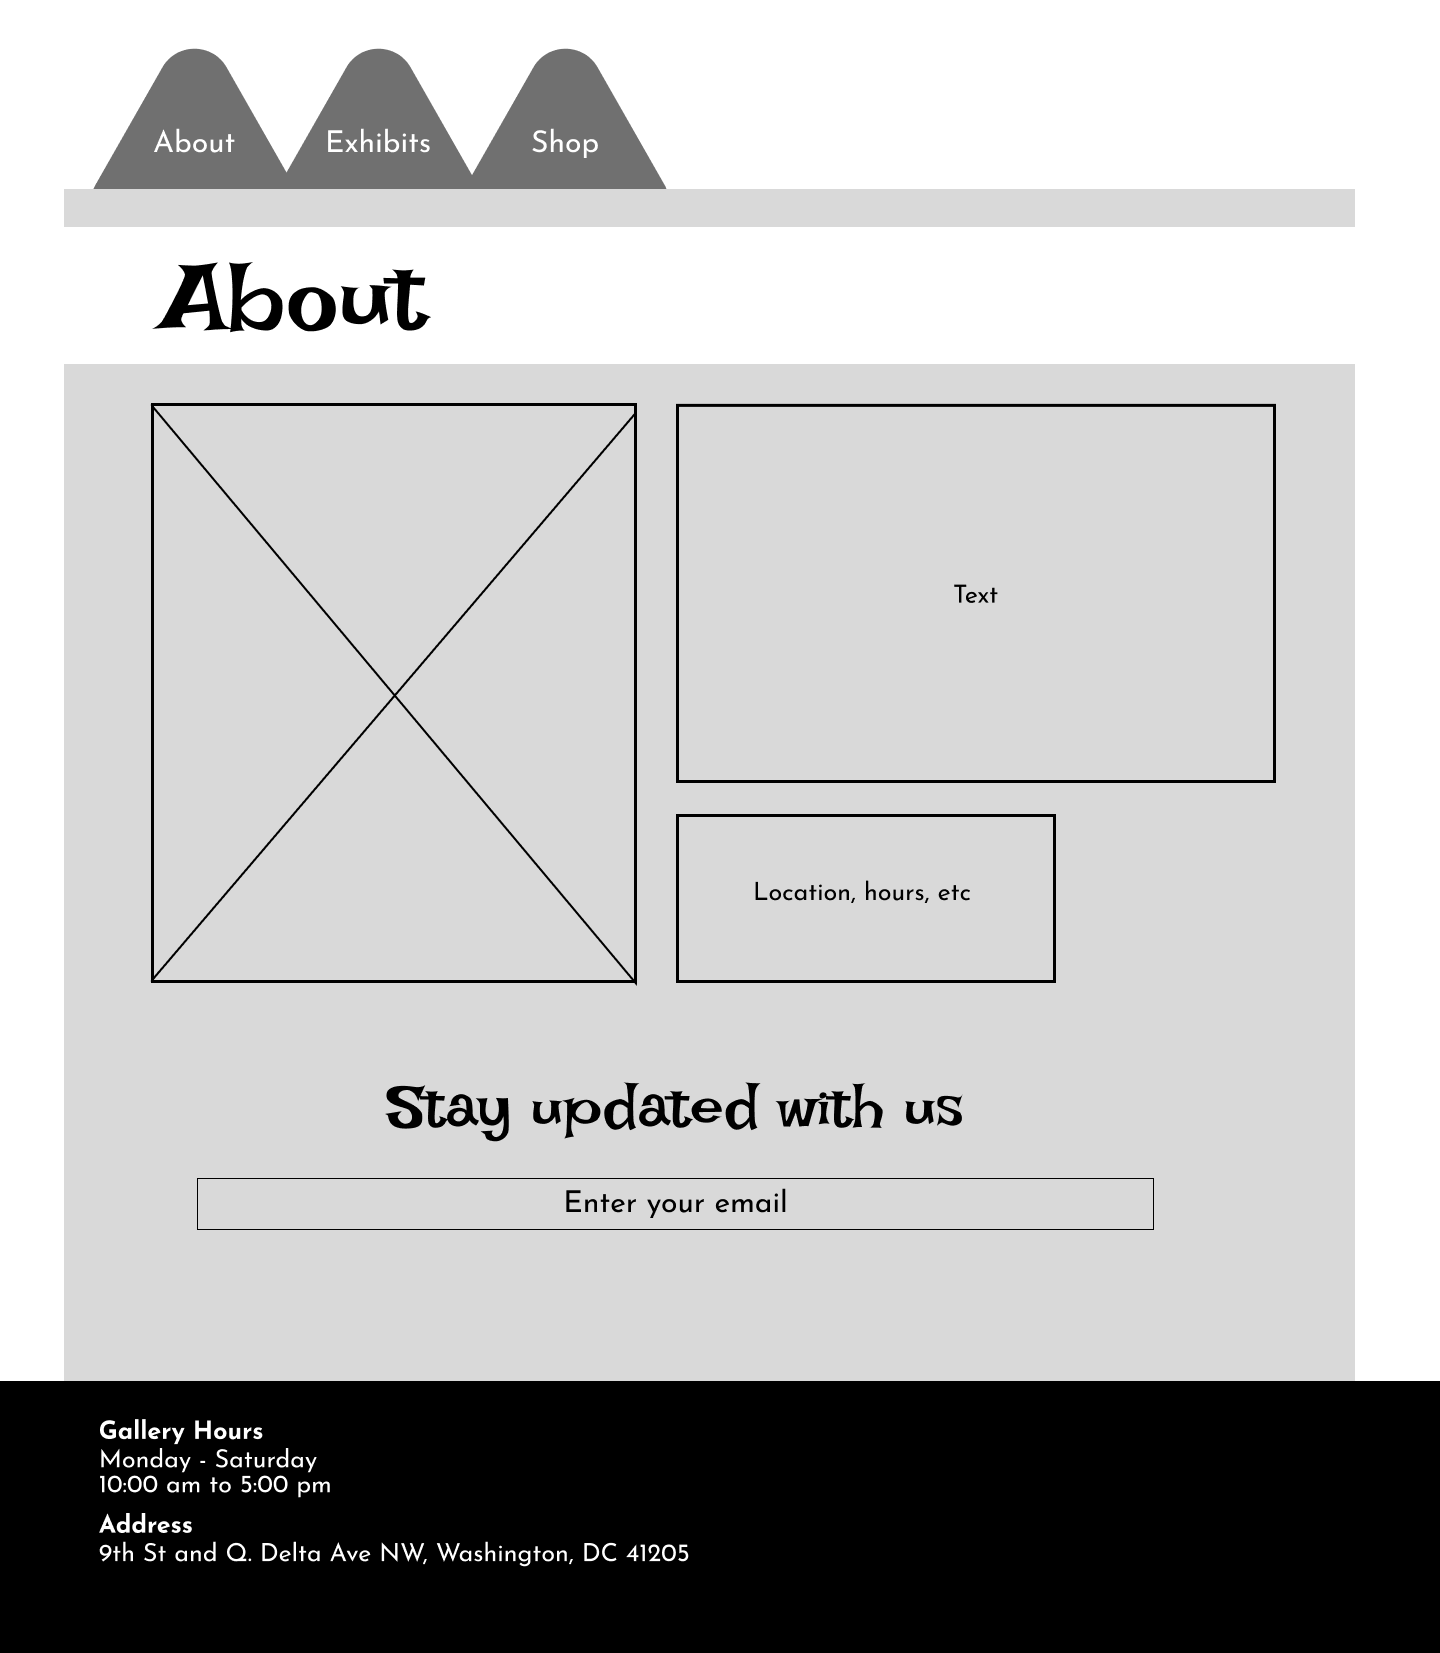 About
Exhibits
Shop
About
Text
Location, hours, etc
Stay updated with us
Enter your email
Gallery Hours
Monday - Saturday
10:00 am to 5:00 pm
Address
9th St and Q. Delta Ave NW, Washington, DC 41205